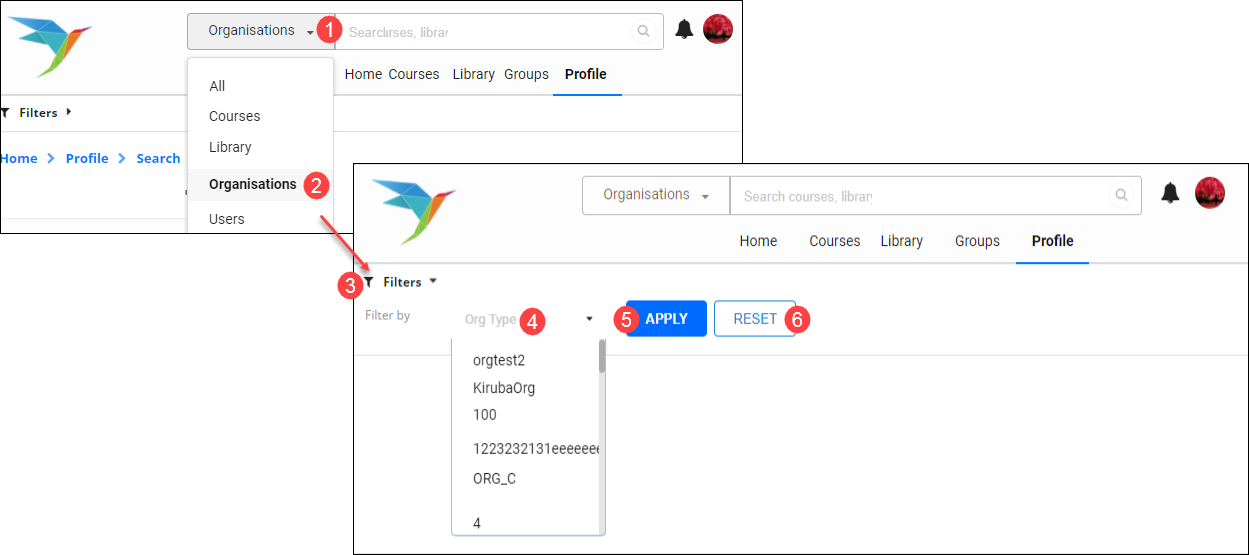 Organisations 1 Searclırses, librar
Home Courses Library Groups Profile
All
Courses
Library
Organisations 2
Users
Filters
Home Profile Search
Organisations Search courses, library
Home Courses Library Groups Profile
3 Filters
Filter by Org Type 4 5 APPLY RESET 6
orgtest2
KirubaOrg
100
1223232131eeeeeee
ORG_C
4